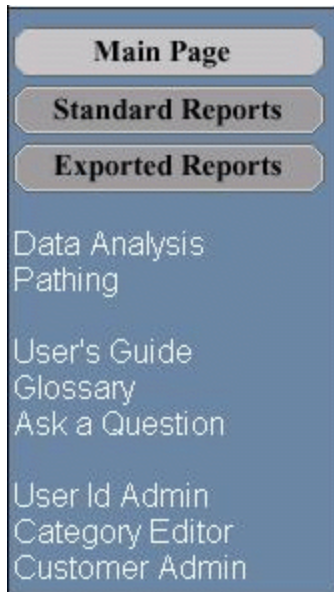 Main Page
Standard Reports
Exported Reports
Data Analysis
Pathing
User's Guide
Glossary
Ask a Question
User Id Admin
Category Editor
Customer Admin